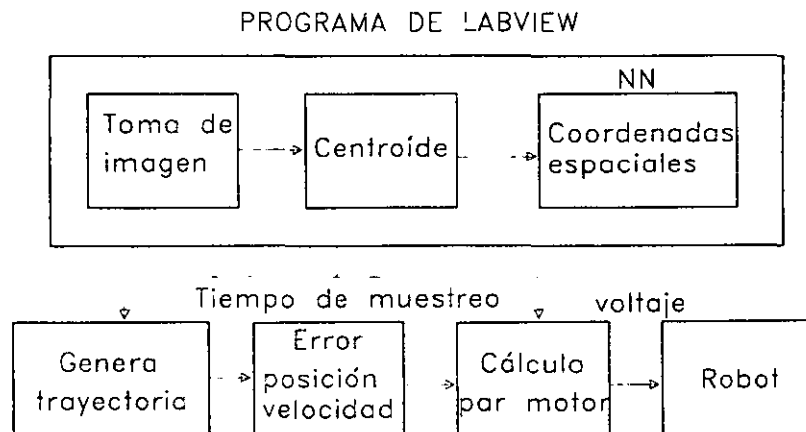 PROGRAMA DE LABVIEW
NN
Toma de
imagen
Centroíde
Coordenadas
espaciales
Tiempo de muestreo
voltaje
Genera
trayectoria
Error
posición
velocidad
Cálculo
par motor
Robot